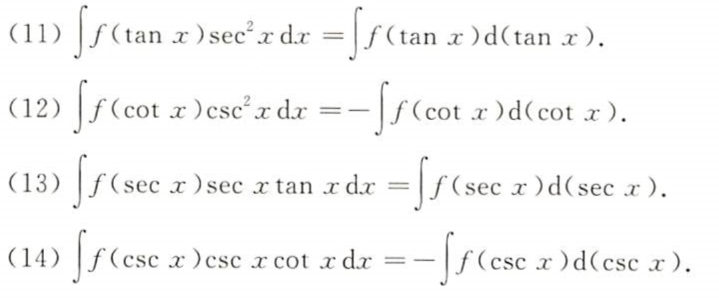 (11) ∫f(tan x)sec²x dx =∫f(tan x)d(tan x).
(12) ∫f(cot x)csc²x dx =−∫f(cot x)d(cot x).
(13) ∫f(sec x)sec x tan x dx =∫f(sec x)d(sec x).
(14) ∫f(csc x)csc x cot x dx =−∫f(csc x)d(csc x).